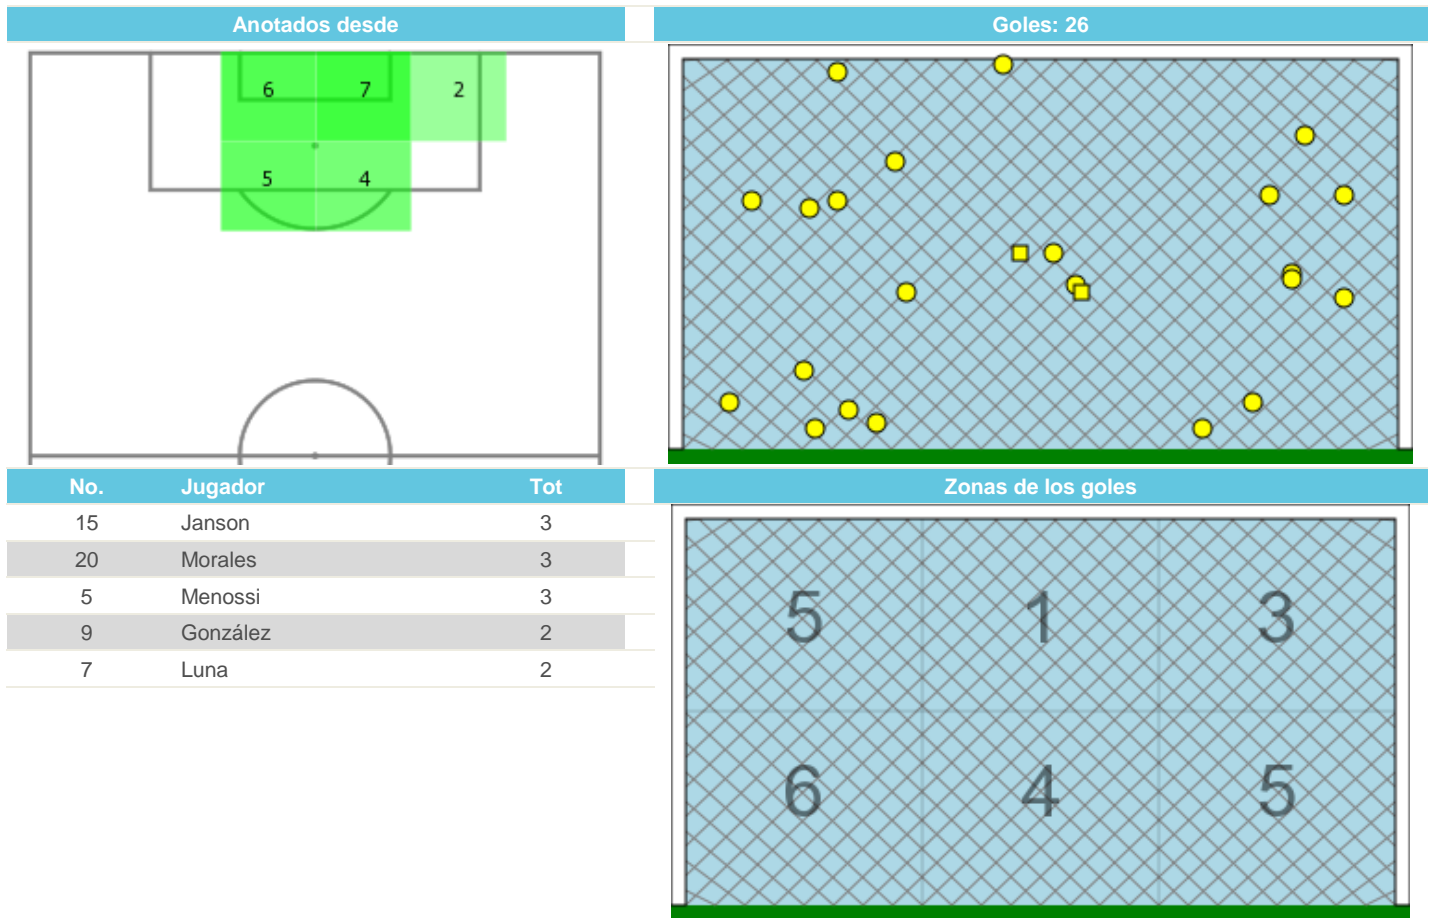 Anotados desde
Goles: 26
6 7 2
5 4
No. Jugador Tot
15 Janson 3
20 Morales 3
5 Menossi 3
9 González 2
7 Luna 2
Zonas de los goles
5 1 3
6 4 5